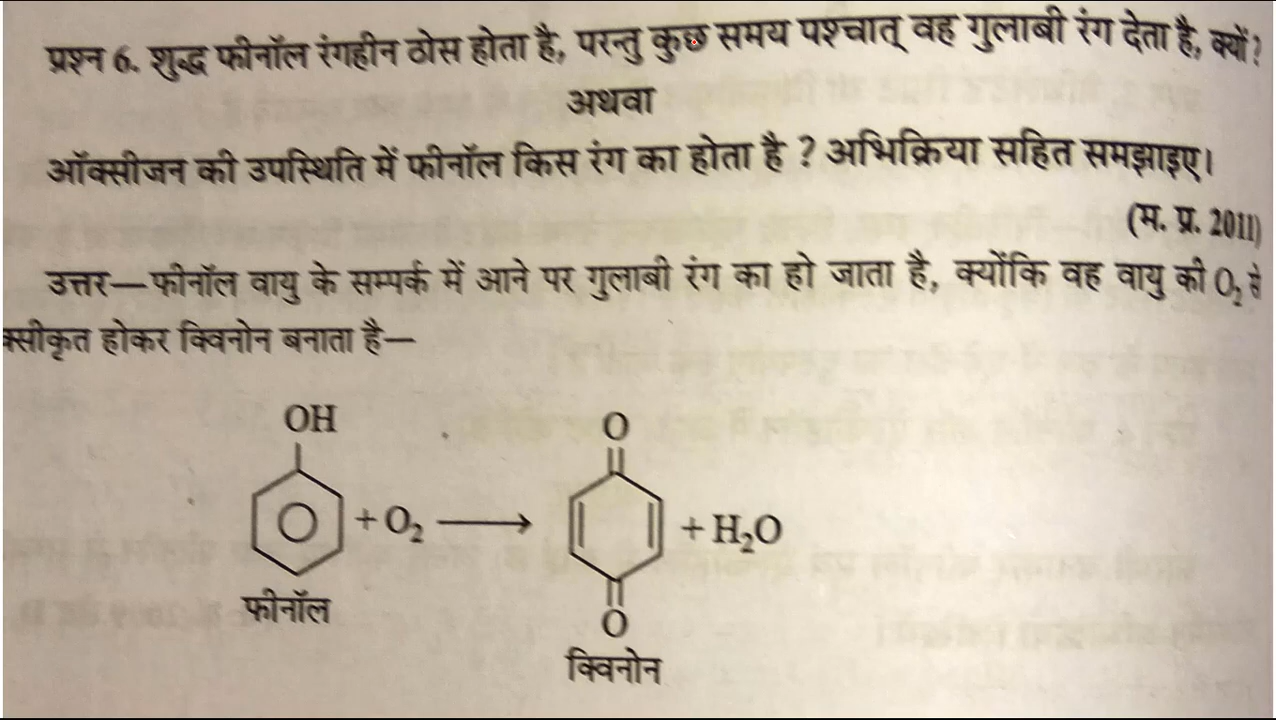 प्रश्न 6. शुद्ध फीनॉल रंगहीन ठोस होता है, परन्तु कुछ समय पश्चात् वह गुलाबी रंग देता है, क्यों?
अथवा
ऑक्सीजन की उपस्थिति में फीनॉल किस रंग का होता है ? अभिक्रिया सहित समझाइए।
(म. प्र. 2011)
उत्तर—फीनॉल वायु के सम्पर्क में आने पर गुलाबी रंग का हो जाता है, क्योंकि वह वायु की O₂ से
क्सीकृत होकर क्विनोन बनाता है—
OH
O
+ O₂ ⟶
+ H₂O
फीनॉल
O
क्विनोन